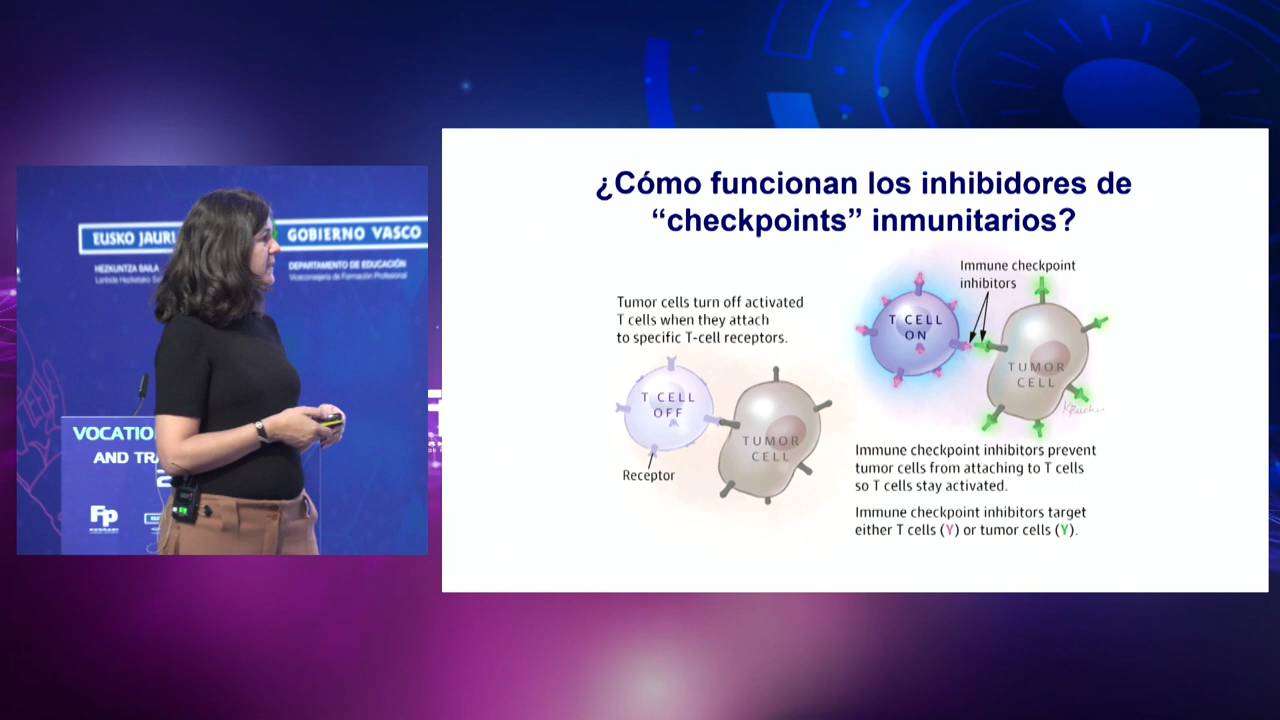 ¿Cómo funcionan los inhibidores de
“checkpoints” inmunitarios?
Immune checkpoint
inhibitors
Tumor cells turn off activated
T cells when they attach
to specific T-cell receptors.
T CELL
ON
TUMOR
CELL
T CELL
OFF
TUMOR
CELL
Receptor
Immune checkpoint inhibitors prevent
tumor cells from attaching to T cells
so T cells stay activated.
Immune checkpoint inhibitors target
either T cells (Y) or tumor cells (Y).
EUSKO JAURL
GOBIERNO VASCO
HEZKUNTZA SAILA
DEPARTAMENTO DE EDUCACIÓN
Viceconsejería de Formación Profesional
VOCATIO
AND TRA
2
Fp
EUSKADI